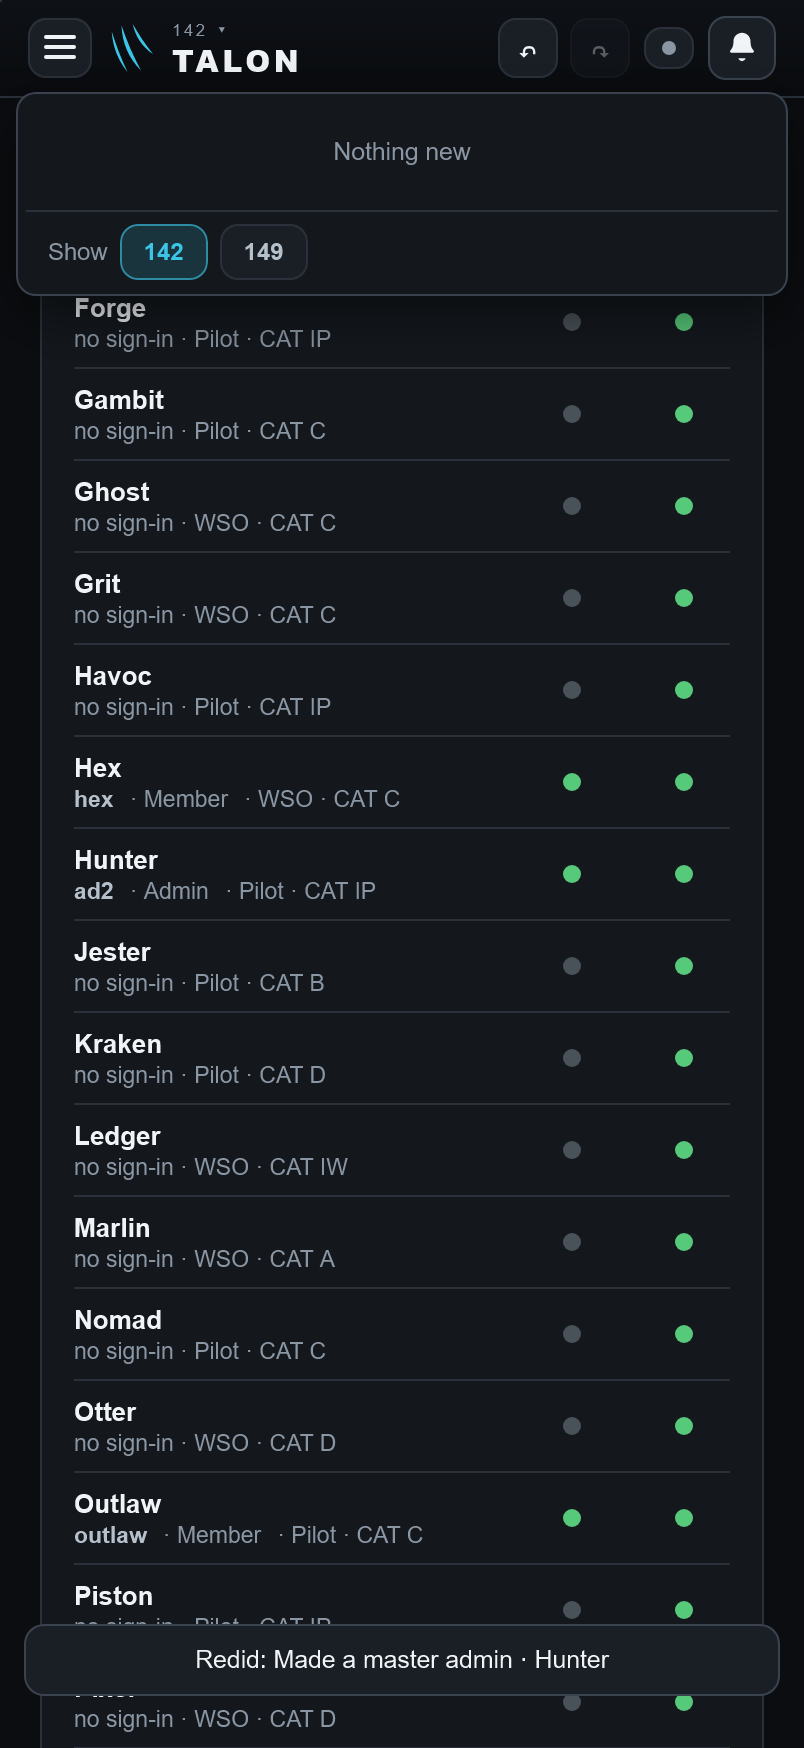 142 ▾
TALON
Nothing new
Show 142 149
Forge
no sign-in · Pilot · CAT IP
Gambit
no sign-in · Pilot · CAT C
Ghost
no sign-in · WSO · CAT C
Grit
no sign-in · WSO · CAT C
Havoc
no sign-in · Pilot · CAT IP
Hex
hex · Member · WSO · CAT C
Hunter
ad2 · Admin · Pilot · CAT IP
Jester
no sign-in · Pilot · CAT B
Kraken
no sign-in · Pilot · CAT D
Ledger
no sign-in · WSO · CAT IW
Marlin
no sign-in · WSO · CAT A
Nomad
no sign-in · Pilot · CAT C
Otter
no sign-in · WSO · CAT D
Outlaw
outlaw · Member · Pilot · CAT C
Piston
Redid: Made a master admin · Hunter
no sign-in · WSO · CAT D